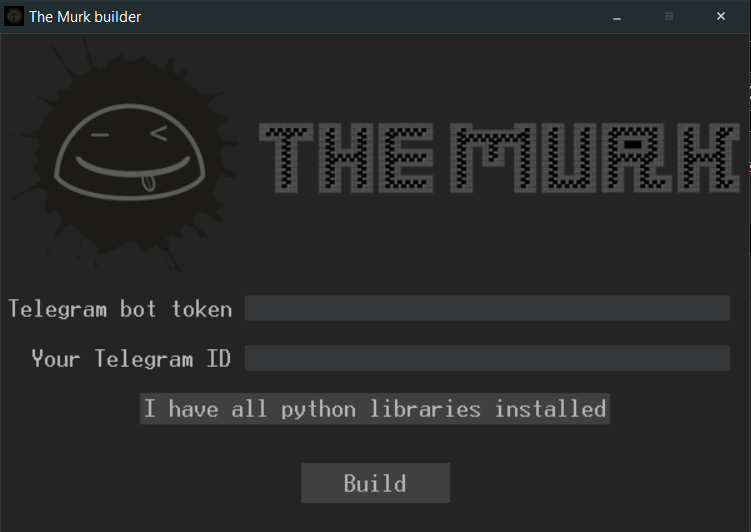 The Murk builder
THE MURK
Telegram bot token
Your Telegram ID
I have all python libraries installed
Build